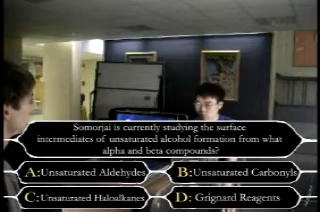 Somorjai is currently studying the surface
intermediates of unsaturated alcohol formation from what
alpha and beta compounds?
A: Unsaturated Aldehydes
B: Unsaturated Carbonyls
C: Unsaturated Haloalkanes
D: Grignard Reagents